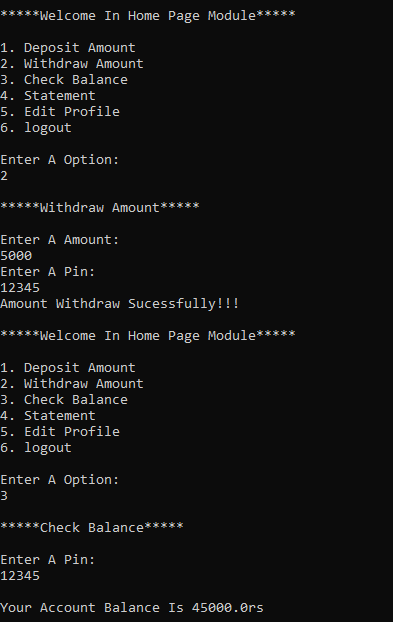 *****Welcome In Home Page Module*****
1. Deposit Amount
2. Withdraw Amount
3. Check Balance
4. Statement
5. Edit Profile
6. logout
Enter A Option:
2
*****Withdraw Amount*****
Enter A Amount:
5000
Enter A Pin:
12345
Amount Withdraw Sucessfully!!!
*****Welcome In Home Page Module*****
1. Deposit Amount
2. Withdraw Amount
3. Check Balance
4. Statement
5. Edit Profile
6. logout
Enter A Option:
3
*****Check Balance*****
Enter A Pin:
12345
Your Account Balance Is 45000.0rs